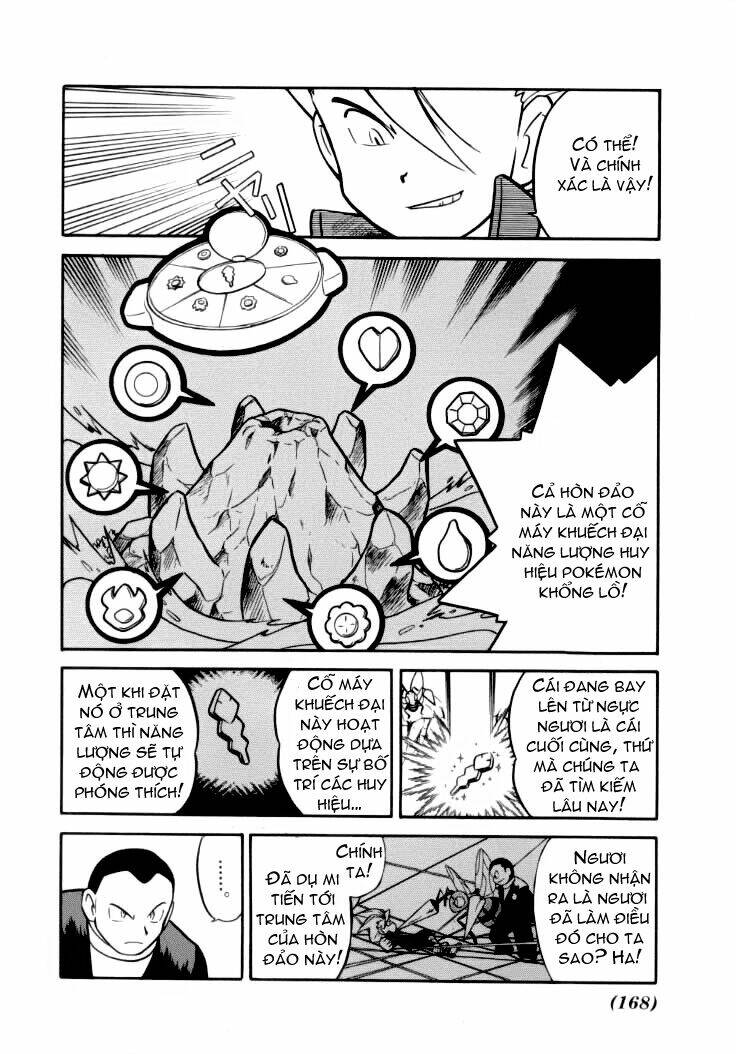 CÓ THỂ!
VÀ CHÍNH
XÁC LÀ VẬY!
CẢ HÒN ĐẢO
NÀY LÀ MỘT CỖ
MÁY KHUẾCH ĐẠI
NĂNG LƯỢNG HUY
HIỆU POKÉMON
KHỔNG LỒ!
CÁI ĐANG BAY
LÊN TỪ NGỰC
NGƯƠI LÀ CÁI
CUỐI CÙNG, THỨ
MÀ CHÚNG TA
ĐÃ TÌM KIẾM
LÂU NAY!
CỖ MÁY
KHUẾCH ĐẠI
NÀY HOẠT
ĐỘNG DỰA
TRÊN SỰ BỐ
TRÍ CÁC HUY
HIỆU...
MỘT KHI ĐẶT
NÓ Ở TRUNG
TÂM THÌ NĂNG
LƯỢNG SẼ TỰ
ĐỘNG ĐƯỢC
PHÓNG THÍCH!
NGƯƠI
KHÔNG NHẬN
RA LÀ NGƯƠI
ĐÃ LÀM ĐIỀU
ĐÓ CHO TA
SAO? HA!
CHÍNH
TA!
ĐÃ DỤ MI
TIẾN TỚI
TRUNG TÂM
CỦA HÒN
ĐẢO NÀY!
........
(168)